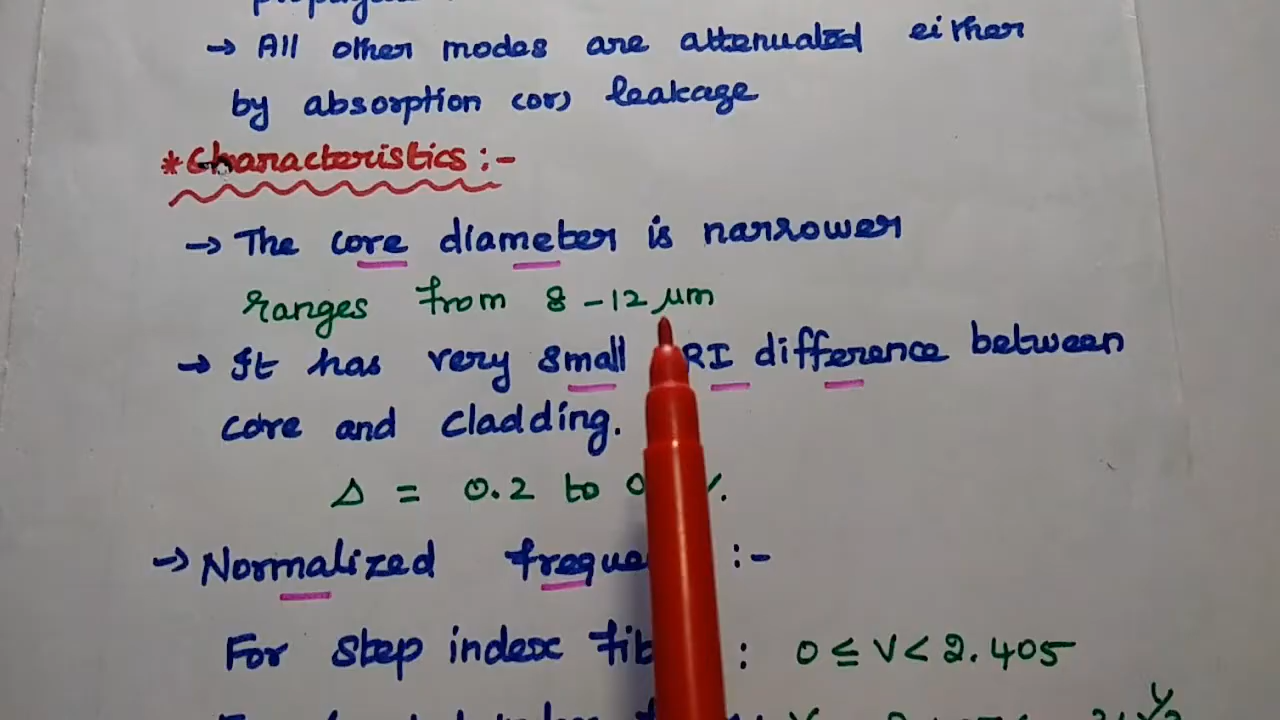 → All other modes are attenuated either
by absorption (or) leakage
* Characteristics :-
→ The core diameter is narrower
ranges from 8 - 12 μm
→ It has very small RI difference between
core and cladding.
Δ = 0.2 to
→ Normalized :-
For step index : 0 ≤ V < 2.405